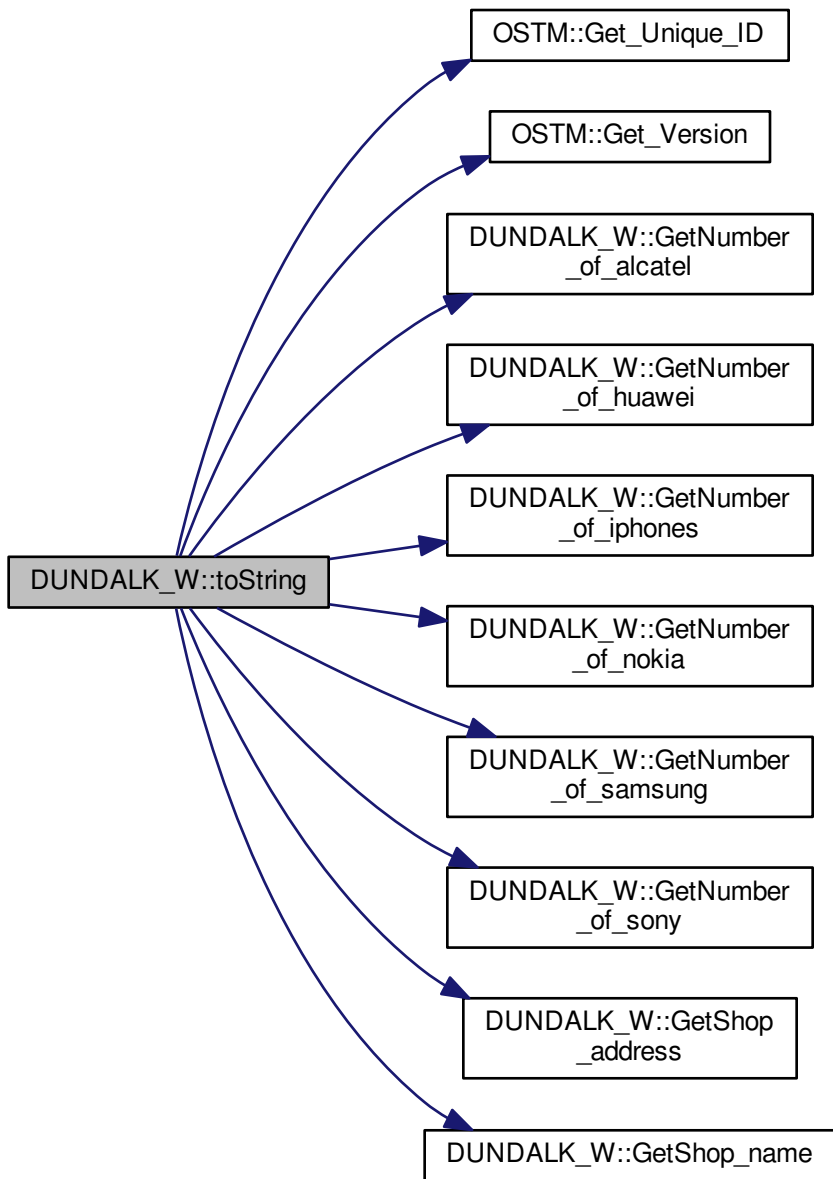 OSTM::Get_Unique_ID
OSTM::Get_Version
DUNDALK_W::GetNumber
_of_alcatel
DUNDALK_W::GetNumber
_of_huawei
DUNDALK_W::GetNumber
_of_iphones
DUNDALK_W::toString
DUNDALK_W::GetNumber
_of_nokia
DUNDALK_W::GetNumber
_of_samsung
DUNDALK_W::GetNumber
_of_sony
DUNDALK_W::GetShop
_address
DUNDALK_W::GetShop_name